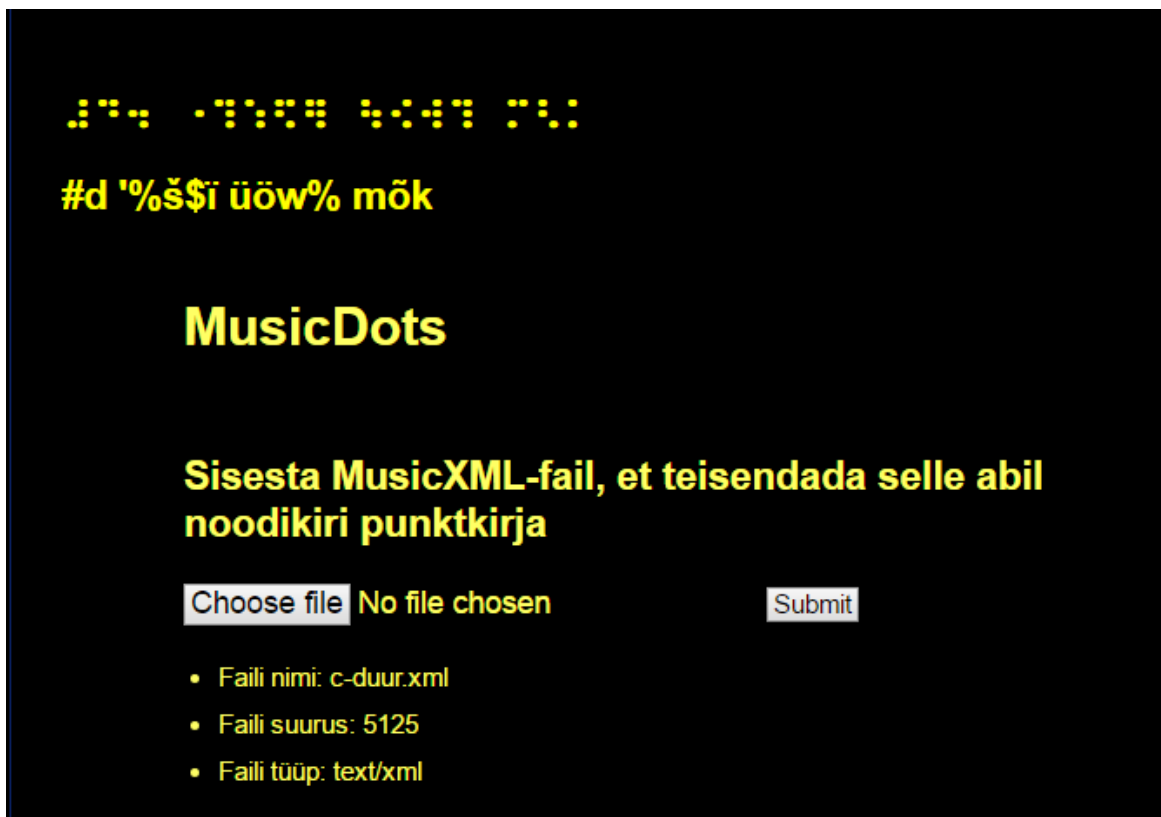 ⠼⠙⠲ ⠐⠹⠱⠫⠻ ⠳⠪⠺⠹ ⠍⠣⠅
#d '%š$ï üöw% mõk
MusicDots
Sisesta MusicXML-fail, et teisendada selle abil
noodikiri punktkirja
Choose file No file chosen Submit
• Faili nimi: c-duur.xml
• Faili suurus: 5125
• Faili tüüp: text/xml